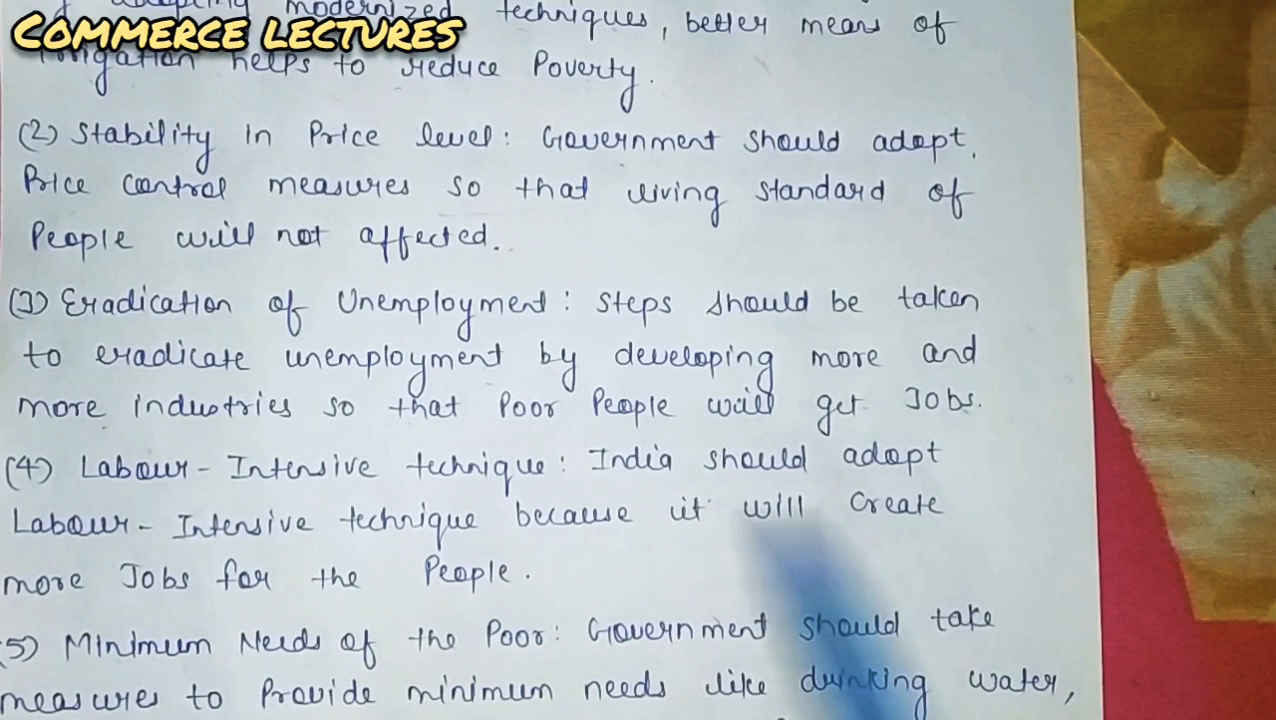 modernized techniques, better means of
COMMERCE LECTURES
Irrigation helps to reduce Poverty.
(2) Stability in Price level: Government should adopt.
Price control measures so that living standard of
People will not affected.
(3) Eradication of Unemployment: Steps should be taken
to eradicate unemployment by developing more and
more industries so that Poor People will get Jobs.
(4) Labour-Intensive technique: India should adopt
Labour-Intensive technique because it will create
more Jobs for the People.
(5) Minimum Needs of the Poor: Government should take
measures to Provide minimum needs like drinking water,